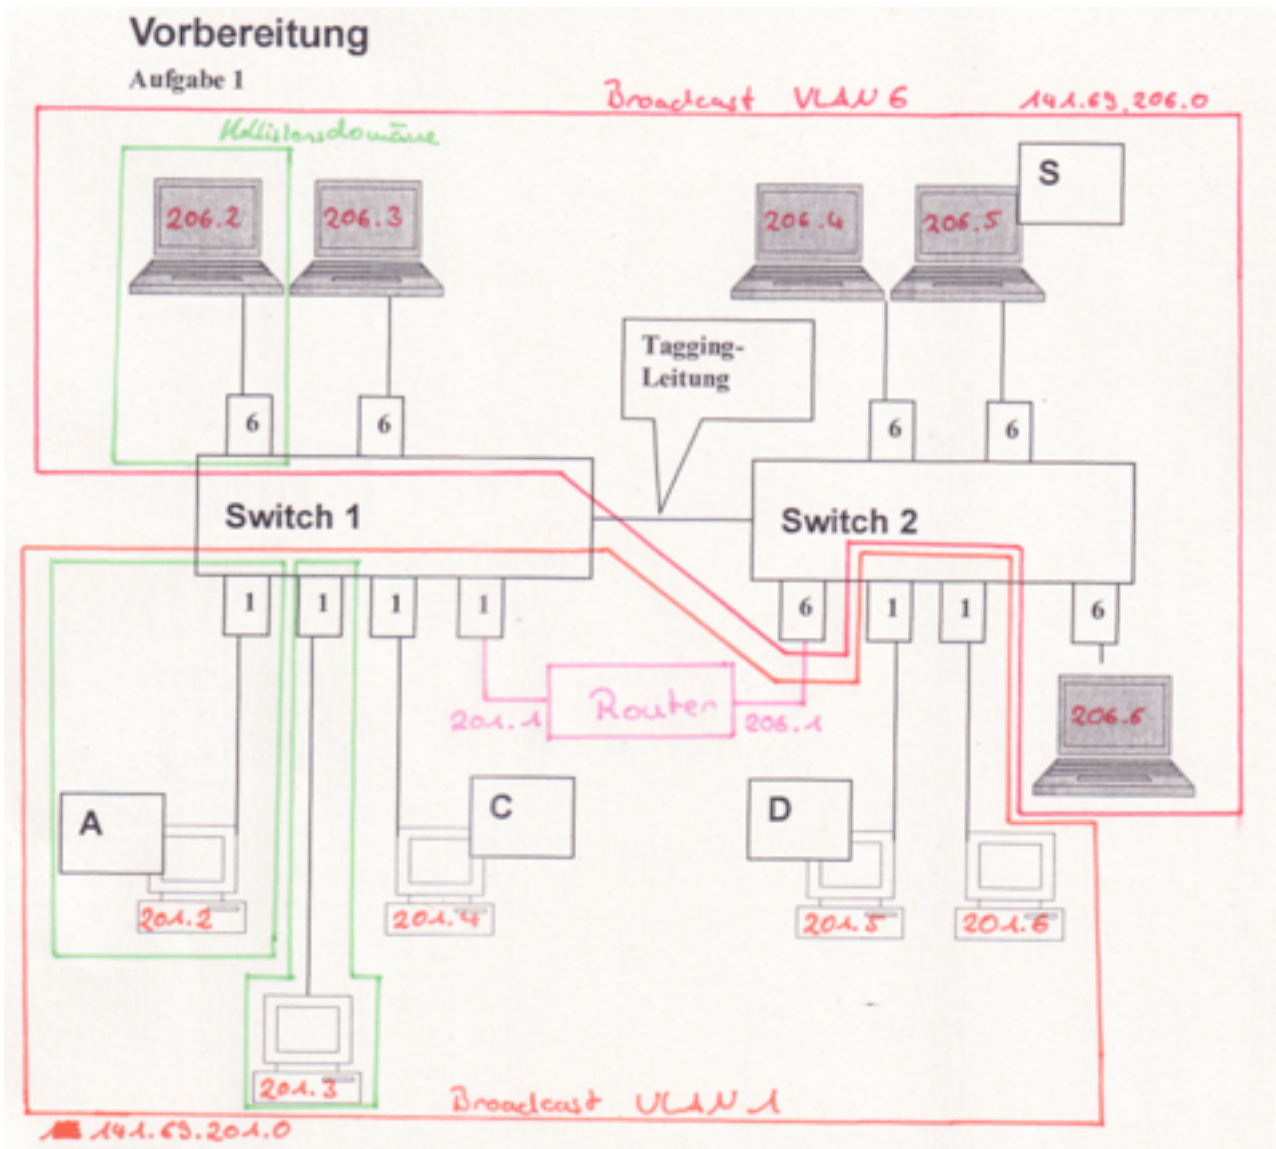 Vorbereitung
Aufgabe 1
Broadcast VLAN 6 141.69.206.0
Kollisionsdomäne
S
206.2 206.3 206.4 206.5
Tagging-
Leitung
6 6 6 6
Switch 1 Switch 2
1 1 1 1 6 1 1 6
Router
201.1 206.1
206.6
A C D
201.2 201.4 201.5 201.6
201.3
Broadcast VLAN 1
141.69.201.0